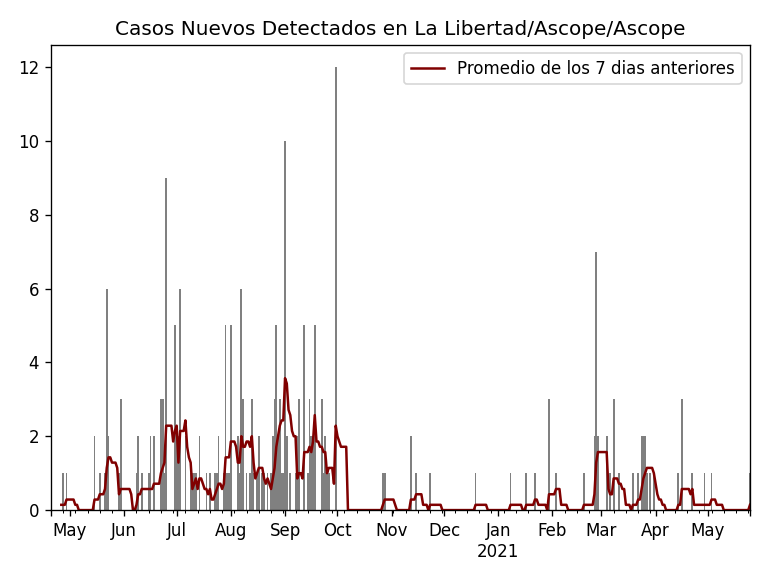 Casos Nuevos Detectados en La Libertad/Ascope/Ascope
Promedio de los 7 dias anteriores
12
10
8
6
4
2
0
May Jun Jul Aug Sep Oct Nov Dec Jan Feb Mar Apr May
2021